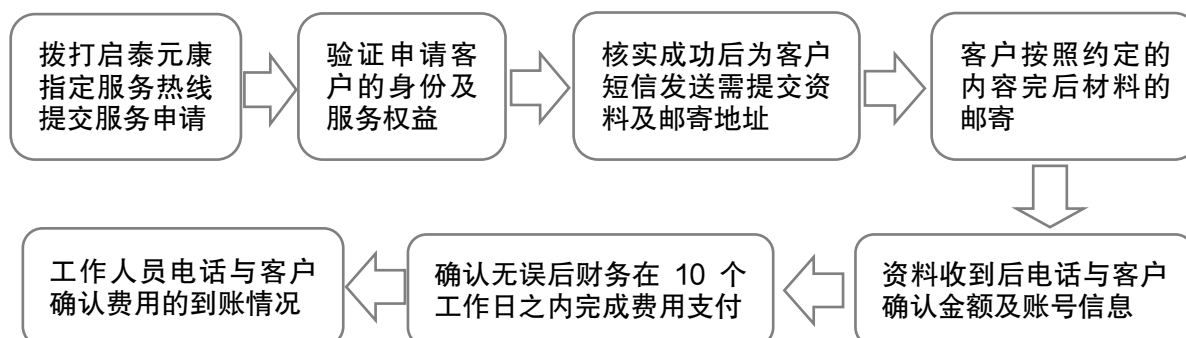 拨打启泰元康
指定服务热线
提交服务申请
验证申请客
户的身份及
服务权益
核实成功后为客户
短信发送需提交资
料及邮寄地址
客户按照约定的
内容完后材料的
邮寄
资料收到后电话与客户
确认金额及账号信息
确认无误后财务在 10 个
工作日之内完成费用支付
工作人员电话与客户
确认费用的到账情况